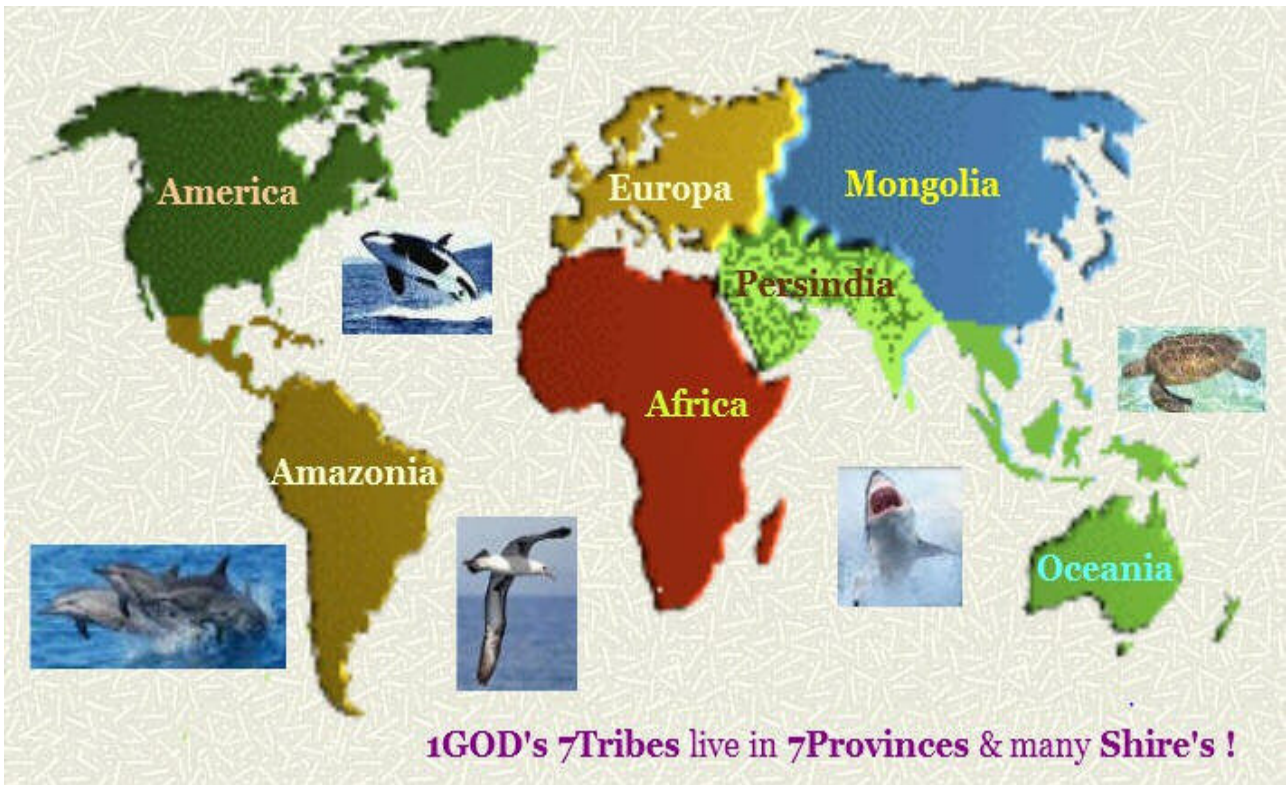 America
Europa
Mongolia
Persindia
Africa
Amazonia
Oceania
1GOD's 7Tribes live in 7Provinces & many Shire's !